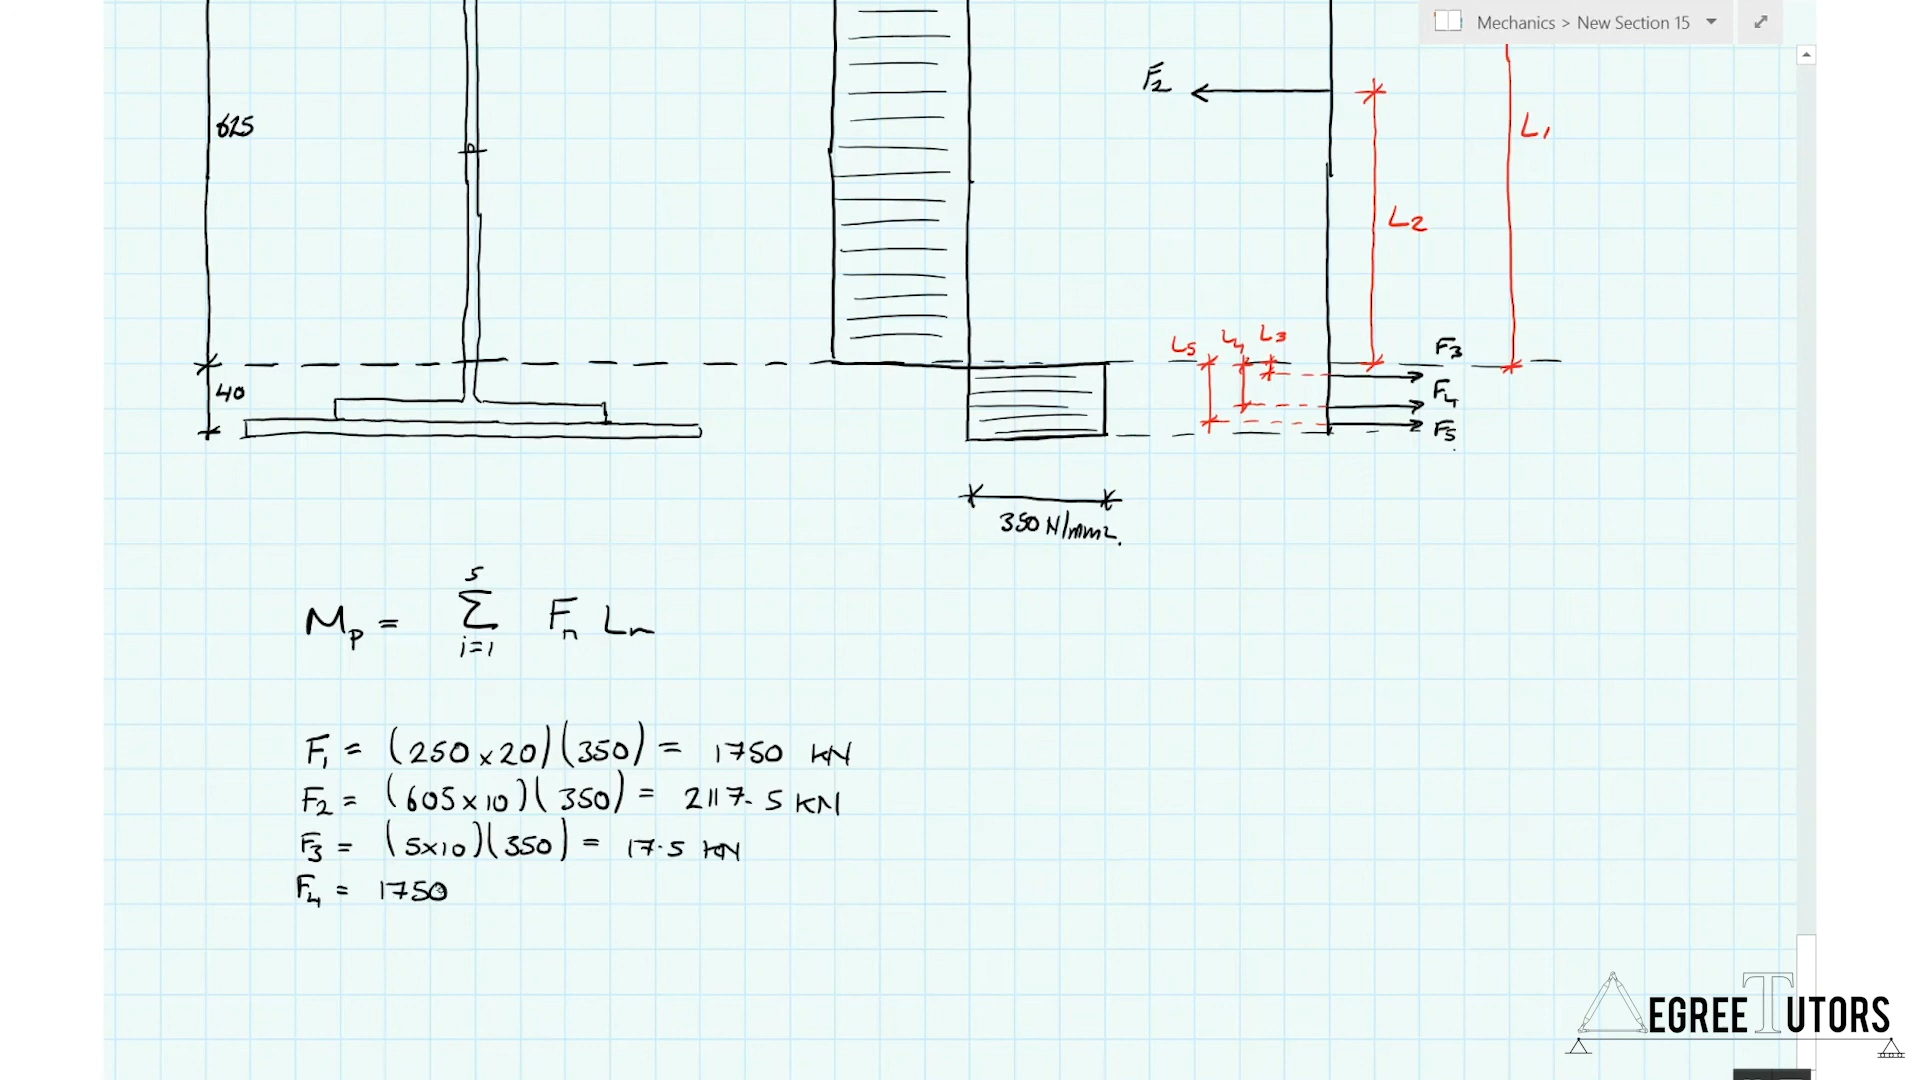 Mechanics > New Section 15
F2
625
L1
L2
L5 L4 L3
F3
40
F4
F5
350 N/mm2.
5
Mp = Σ Fn Ln
i=1
F1 = (250 x 20)(350) = 1750 kN
F2 = (605 x 10)(350) = 2117.5 kN
F3 = (5x10)(350) = 17.5 kN
F4 = 1750
DEGREE TUTORS